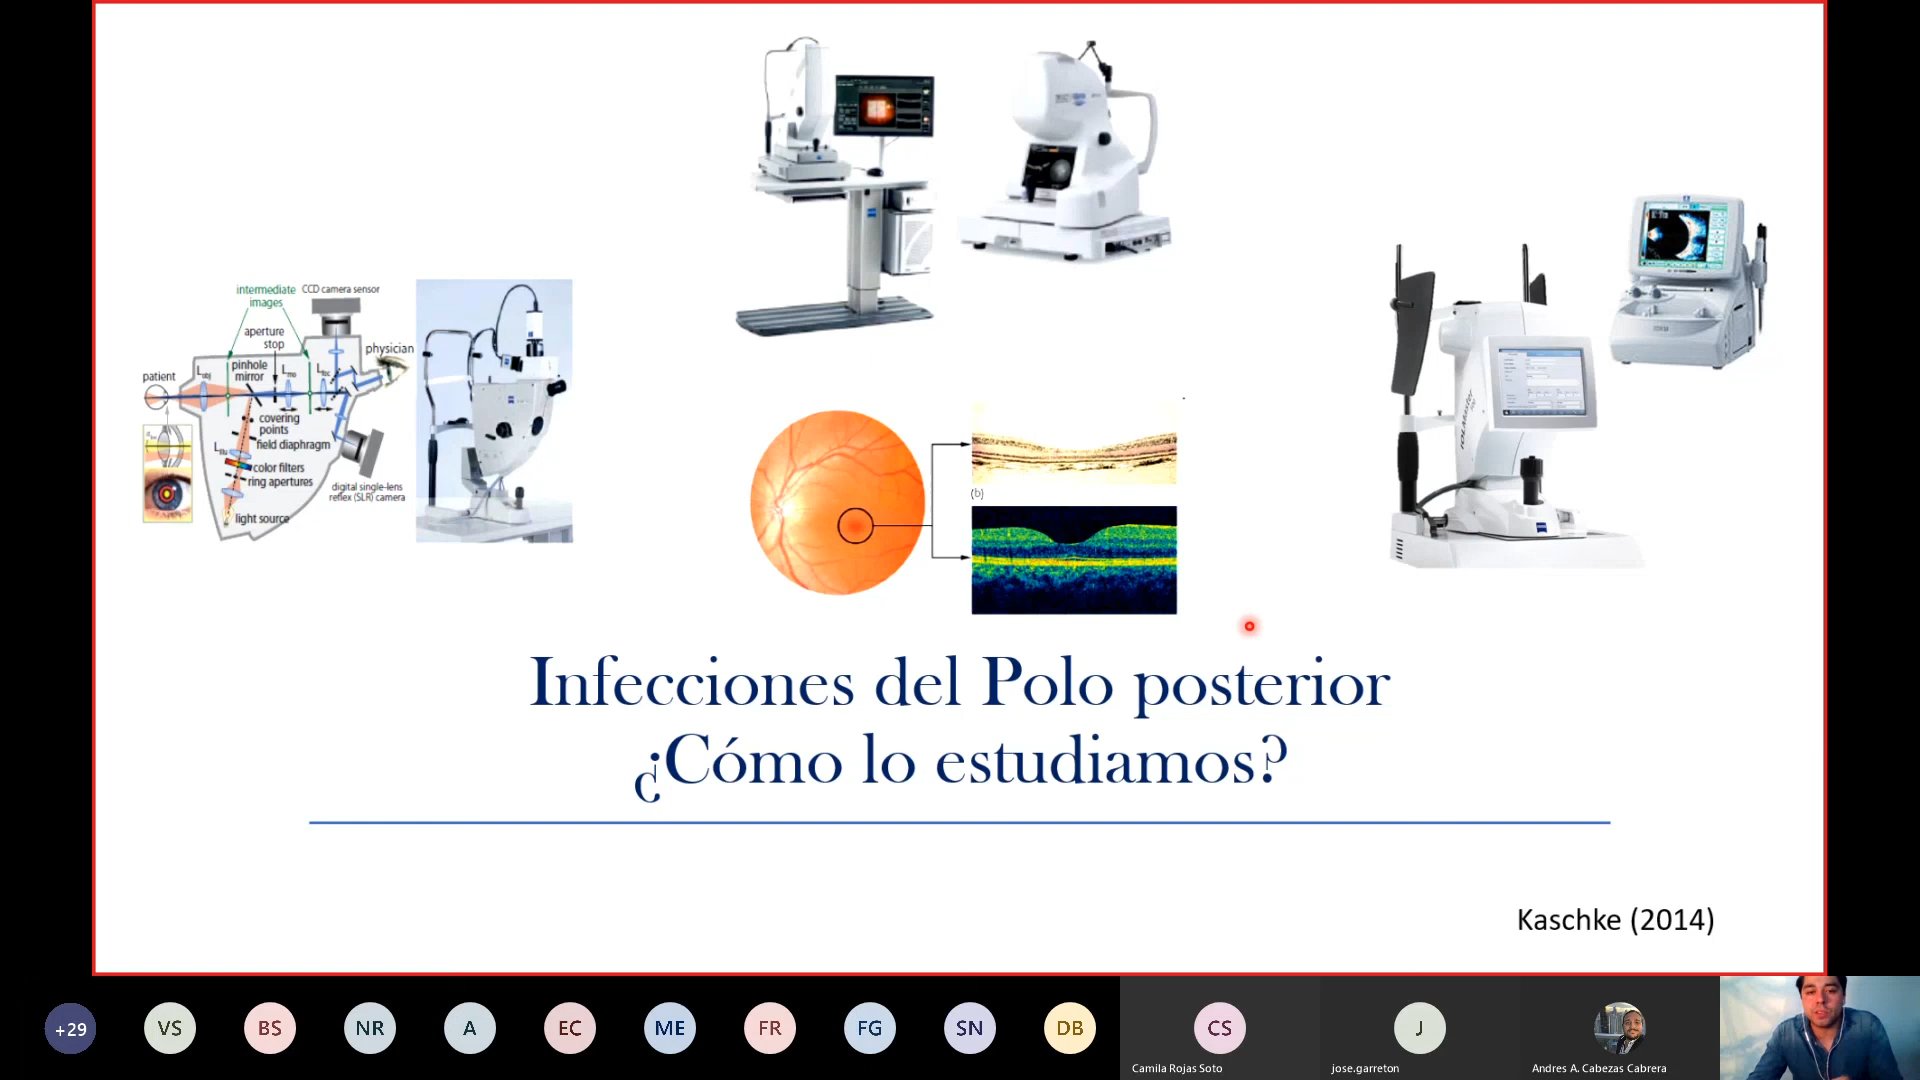 intermediate
images
CCD camera sensor
aperture
stop
physician
pinhole
mirror
patient
covering
points
field diaphragm
color filters
ring apertures
digital single-lens
reflex (SLR) camera
light source
(b)
IOLMaster
Infecciones del Polo posterior
¿Cómo lo estudiamos?
Kaschke (2014)
+29
VS
BS
NR
A
EC
ME
FR
FG
SN
DB
CS
J
Camila Rojas Soto
jose.garreton
Andres A. Cabezas Cabrera